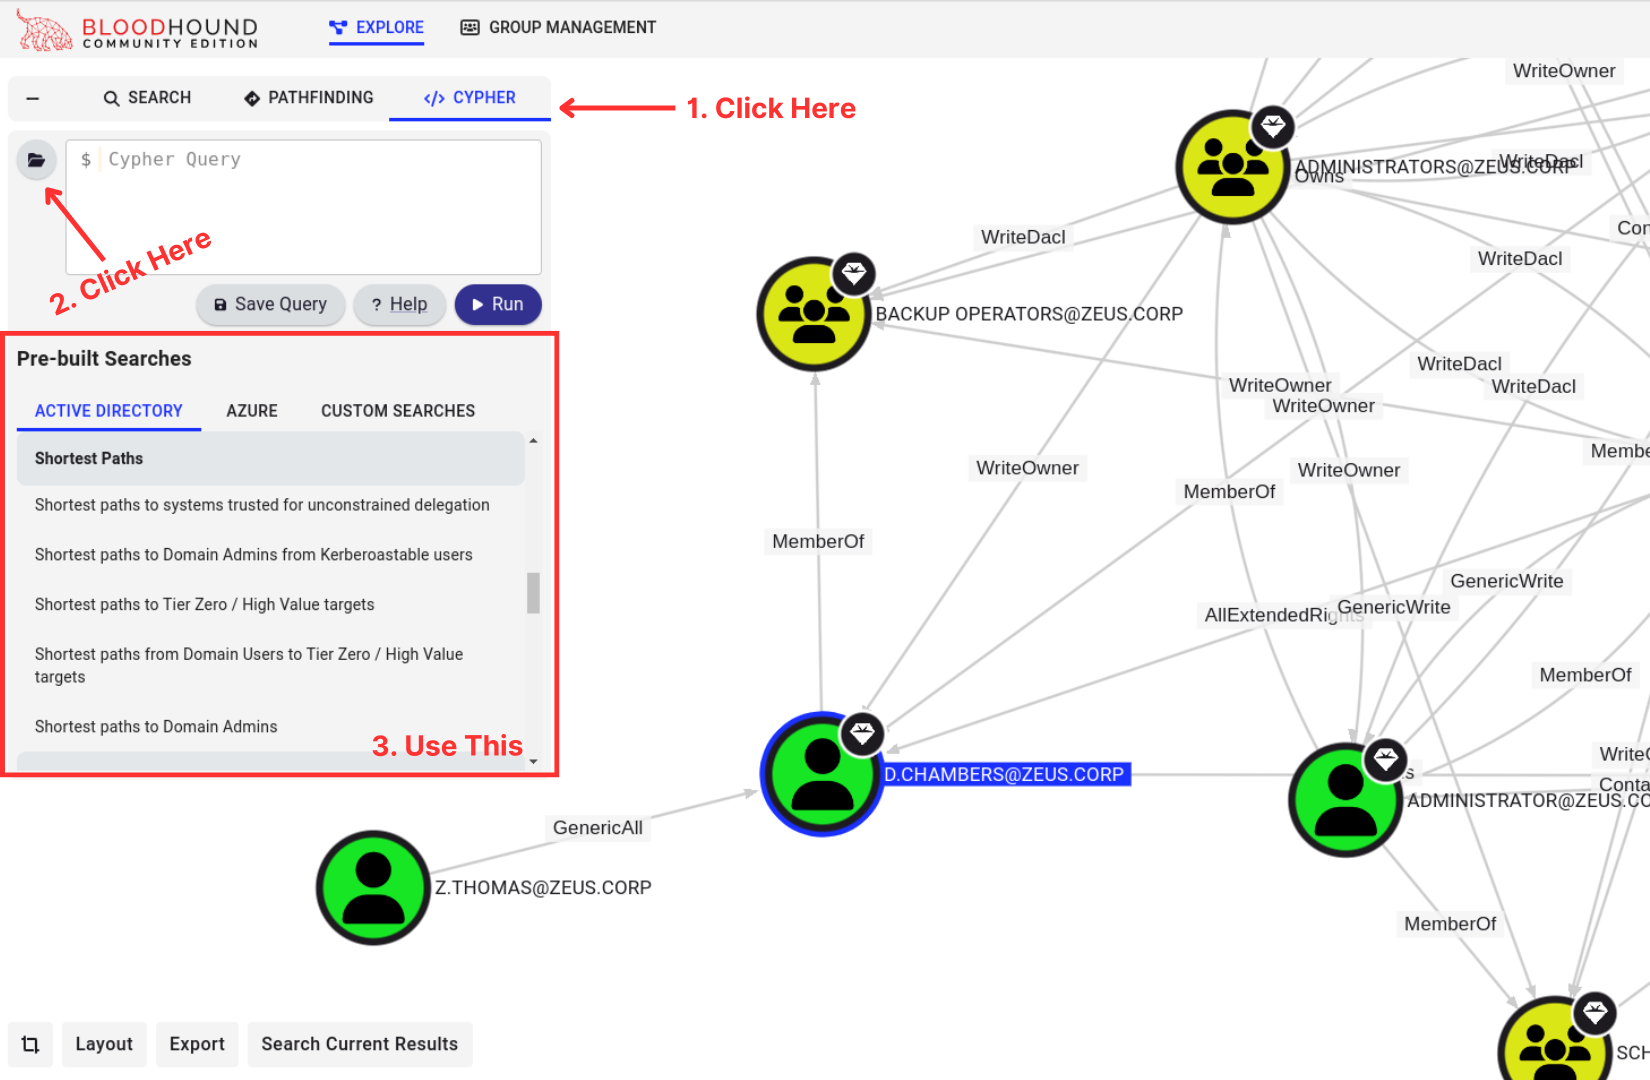 BLOODHOUND
COMMUNITY EDITION
EXPLORE
GROUP MANAGEMENT
SEARCH
PATHFINDING
</> CYPHER
1. Click Here
$ Cypher Query
2. Click Here
Save Query
? Help
Run
Pre-built Searches
ACTIVE DIRECTORY
AZURE
CUSTOM SEARCHES
Shortest Paths
Shortest paths to systems trusted for unconstrained delegation
Shortest paths to Domain Admins from Kerberoastable users
Shortest paths to Tier Zero / High Value targets
Shortest paths from Domain Users to Tier Zero / High Value
targets
Shortest paths to Domain Admins
3. Use This
WriteOwner
ADMINISTRATORS@ZEUS.CORP
WriteDacl
Owns
WriteDacl
WriteDacl
BACKUP OPERATORS@ZEUS.CORP
WriteDacl
WriteOwner
WriteDacl
WriteOwner
WriteOwner
WriteOwner
MemberOf
MemberOf
GenericWrite
GenericWrite
AllExtendedRights
MemberOf
D.CHAMBERS@ZEUS.CORP
ADMINISTRATOR@ZEUS.CO
GenericAll
Z.THOMAS@ZEUS.CORP
MemberOf
SCH
Layout
Export
Search Current Results